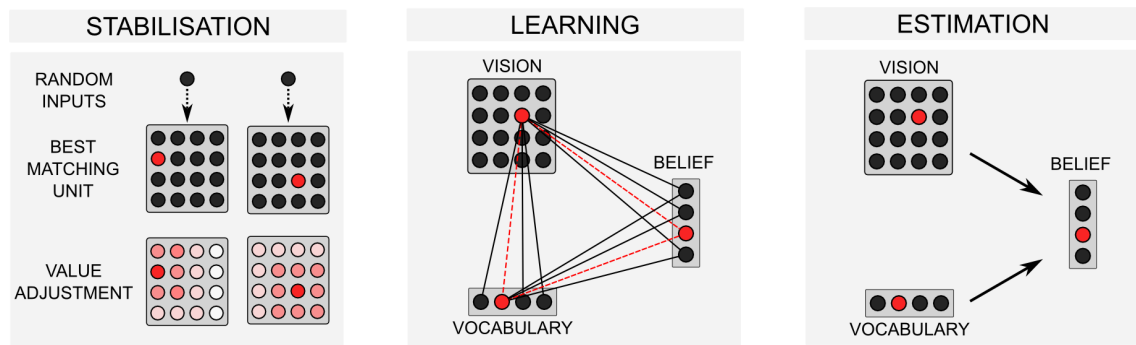 STABILISATION
RANDOM
INPUTS
BEST
MATCHING
UNIT
VALUE
ADJUSTMENT
LEARNING
VISION
BELIEF
VOCABULARY
ESTIMATION
VISION
BELIEF
VOCABULARY